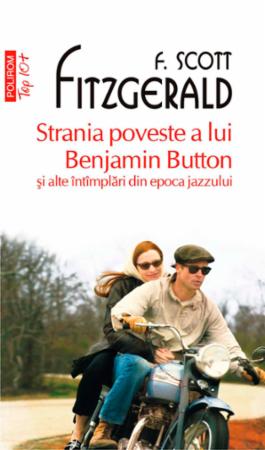 POLIROM
Top 10+
F. SCOTT
FITZGERALD
Strania poveste a lui
Benjamin Button
şi alte întîmplări din epoca jazzului